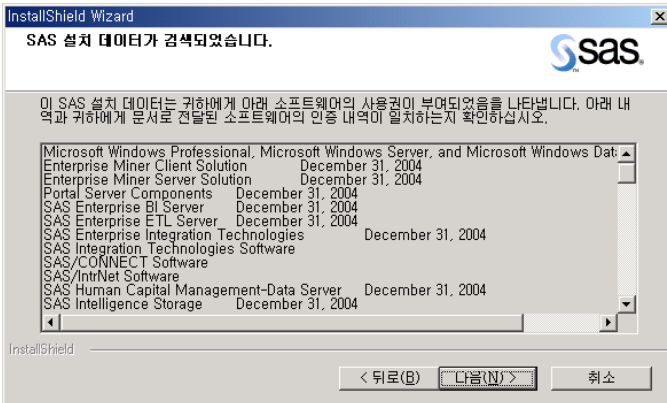 InstallShield Wizard
SAS 설치 데이터가 검색되었습니다.
sas.
이 SAS 설치 데이터는 귀하에게 아래 소프트웨어의 사용권이 부여되었음을 나타냅니다. 아래 내
역과 귀하에게 문서로 전달된 소프트웨어의 인증 내역이 일치하는지 확인하십시오.
Microsoft Windows Professional, Microsoft Windows Server, and Microsoft Windows Data
Enterprise Miner Client Solution December 31, 2004
Enterprise Miner Server Solution December 31, 2004
Portal Server Components December 31, 2004
SAS Enterprise BI Server December 31, 2004
SAS Enterprise ETL Server December 31, 2004
SAS Enterprise Integration Technologies December 31, 2004
SAS Integration Technologies Software
SAS/CONNECT Software
SAS/IntrNet Software
SAS Human Capital Management-Data Server December 31, 2004
SAS Intelligence Storage December 31, 2004
InstallShield
< 뒤로(B) 다음(N) > 취소